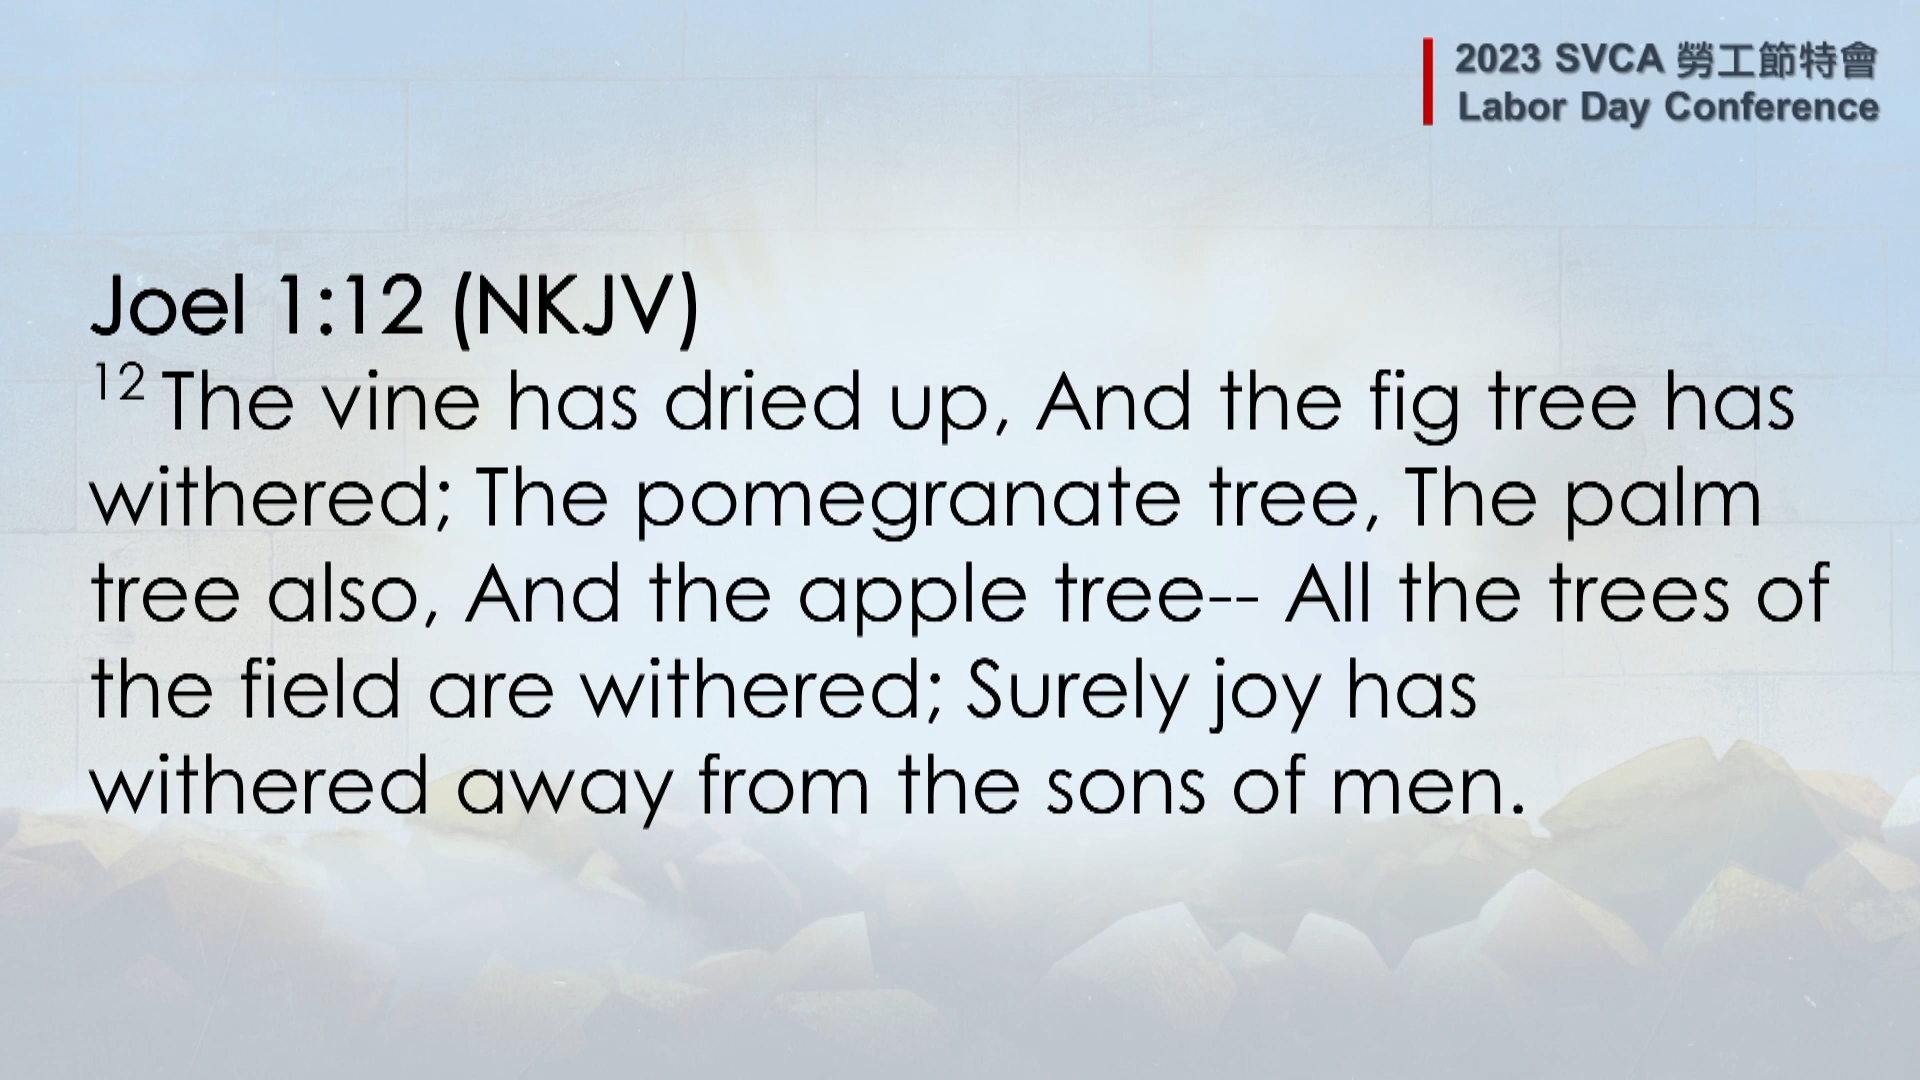 2023 SVCA 勞工節特會
Labor Day Conference
Joel 1:12 (NKJV)
12 The vine has dried up, And the fig tree has
withered; The pomegranate tree, The palm
tree also, And the apple tree-- All the trees of
the field are withered; Surely joy has
withered away from the sons of men.